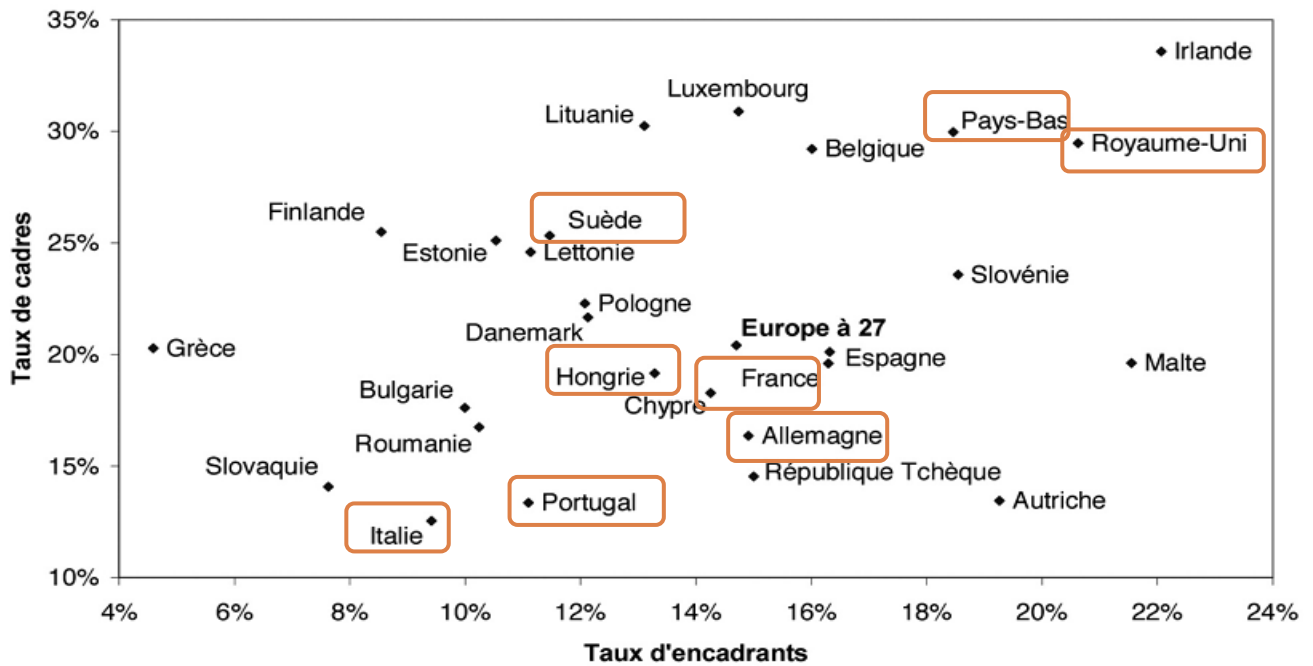 35%
Irlande
Luxembourg
Lituanie
Pays-Bas
30%
Royaume-Uni
Belgique
Finlande
Suède
25%
Estonie
Lettonie
Slovénie
Pologne
Danemark
Europe à 27
20%
Grèce
Espagne
Malte
Hongrie
France
Bulgarie
Chypre
Roumanie
Allemagne
15%
Slovaquie
République Tchèque
Portugal
Autriche
Italie
10%
Taux de cadres
4% 6% 8% 10% 12% 14% 16% 18% 20% 22% 24%
Taux d'encadrants